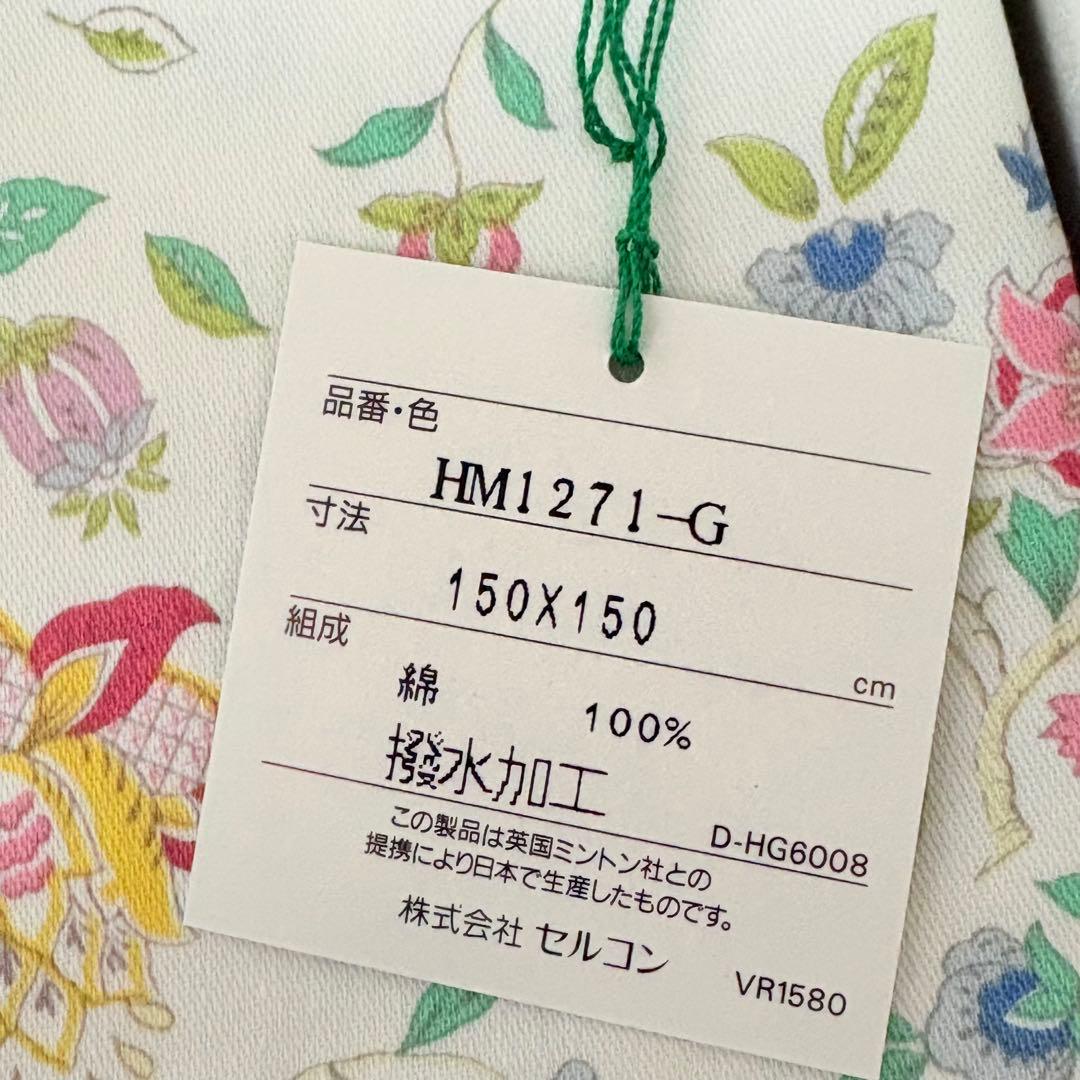 品番・色
HM1271-G
寸法
150X150
cm
組成
綿 100%
撥水加工
D-HG6008
この製品は英国ミントン社との
提携により日本で生産したものです。
株式会社 セルコン
VR1580